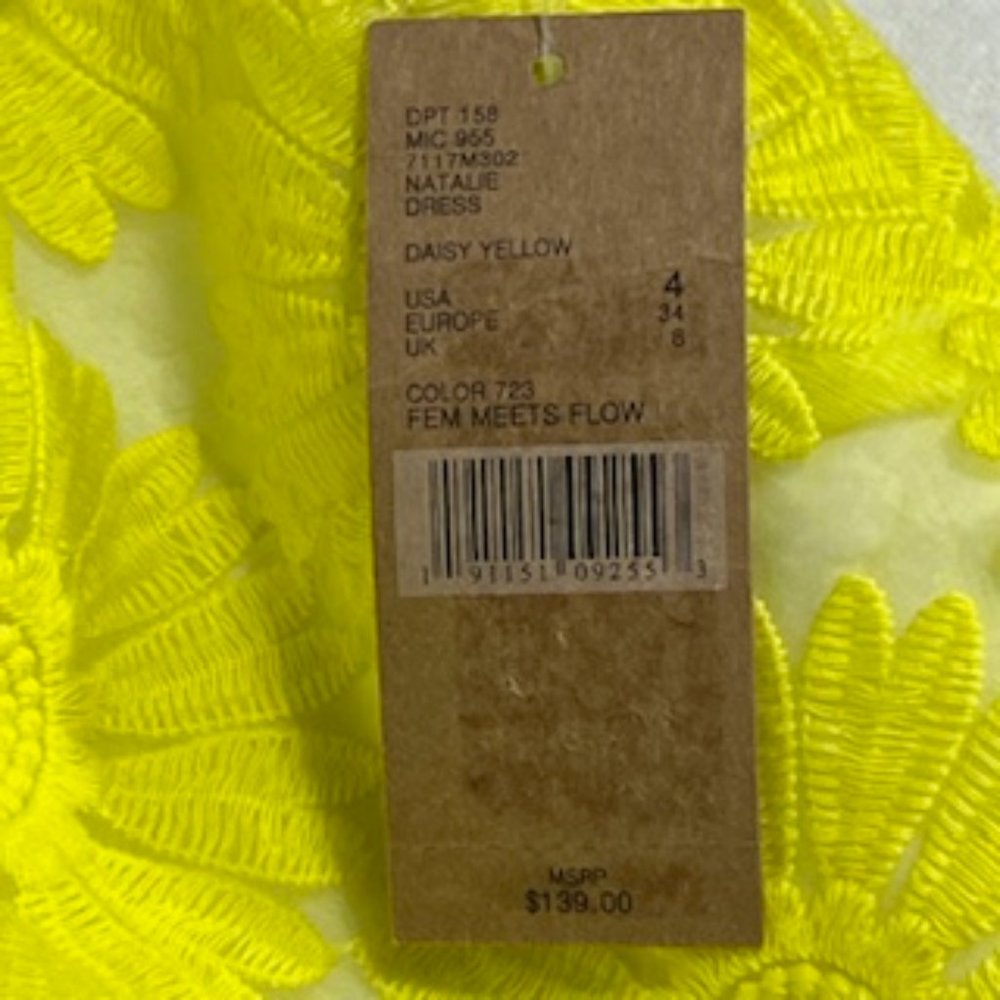 DPT 158
MIC 955
7117M302
NATALIE
DRESS
DAISY YELLOW
USA 4
EUROPE 34
UK 8
COLOR 723
FEM MEETS FLOW
1 91151 09255 3
MSRP
$139.00